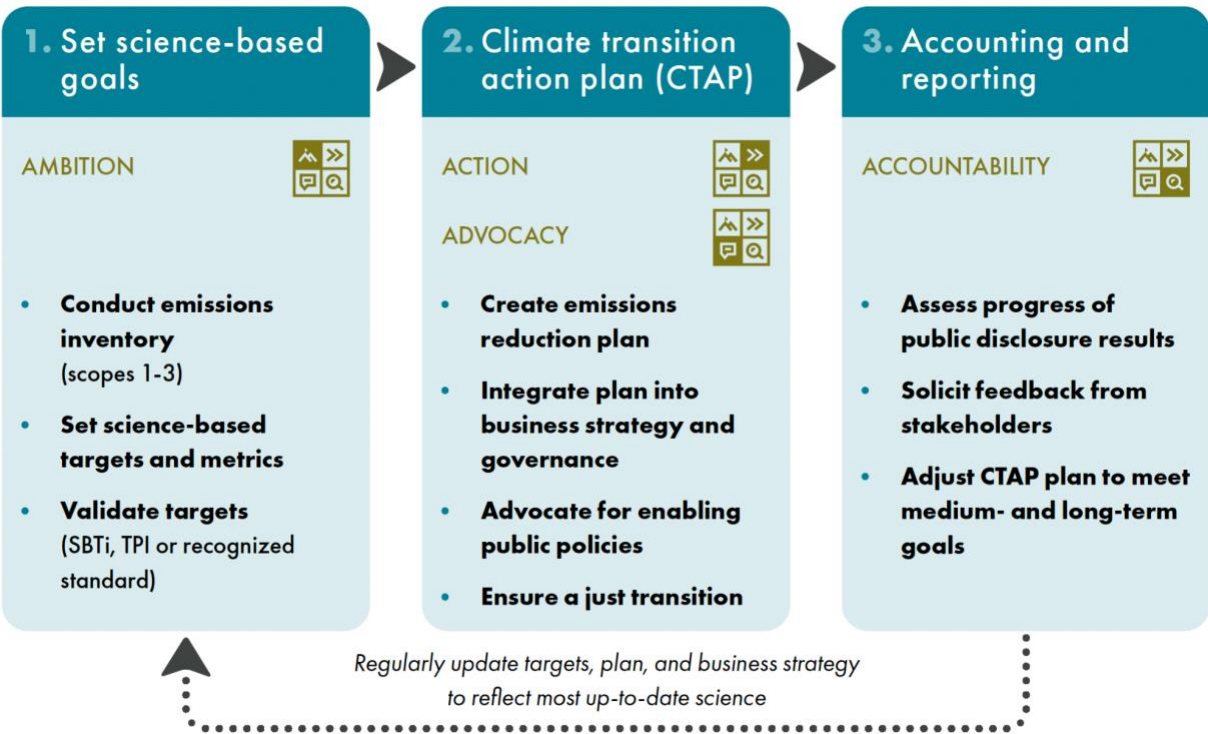 1. Set science-based
goals
AMBITION
• Conduct emissions
inventory
(scopes 1-3)
• Set science-based
targets and metrics
• Validate targets
(SBTi, TPI or recognized
standard)
2. Climate transition
action plan (CTAP)
ACTION
ADVOCACY
• Create emissions
reduction plan
• Integrate plan into
business strategy and
governance
• Advocate for enabling
public policies
• Ensure a just transition
3. Accounting and
reporting
ACCOUNTABILITY
• Assess progress of
public disclosure results
• Solicit feedback from
stakeholders
• Adjust CTAP plan to meet
medium- and long-term
goals
Regularly update targets, plan, and business strategy
to reflect most up-to-date science